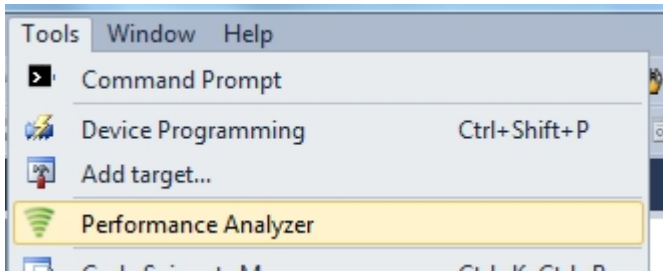 Tools Window Help
Command Prompt
Device Programming Ctrl+Shift+P
Add target...
Performance Analyzer